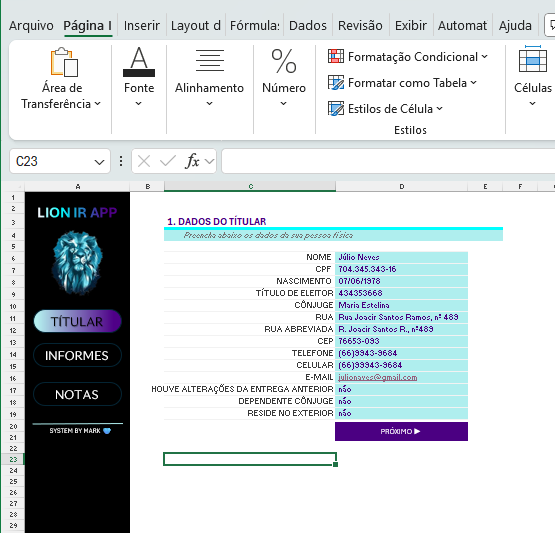 Arquivo Página I Inserir Layout d Fórmula: Dados Revisão Exibir Automat Ajuda
Área de Transferência
Fonte
Alinhamento
Número
Formatação Condicional
Formatar como Tabela
Estilos de Célula
Estilos
Células
C23 fx
A B C D E F
LION IR APP
1. DADOS DO TÍTULAR
Preencha abaixo os dados da sua pessoa física
NOME Júlio Neves
CPF 704.345.343-16
NASCIMENTO 07/06/1978
TÍTULO DE ELEITOR 434353668
CÔNJUGE Maria Estelina
RUA Rua Joacir Santos Ramos, nº 489
RUA ABREVIADA R. Joacir Santos R., nº489
CEP 76653-093
TELEFONE (66)9943-9684
CELULAR (66)99943-9684
E-MAIL julionaves@gmail.com
HOUVE ALTERAÇÕES DA ENTREGA ANTERIOR não
DEPENDENTE CÔNJUGE não
RESIDE NO EXTERIOR não
PRÓXIMO ▶
TÍTULAR
INFORMES
NOTAS
SYSTEM BY MARK
1
2
3
4
5
6
7
8
9
10
11
12
13
14
15
16
17
18
19
20
21
22
23
24
25
26
27
28
29